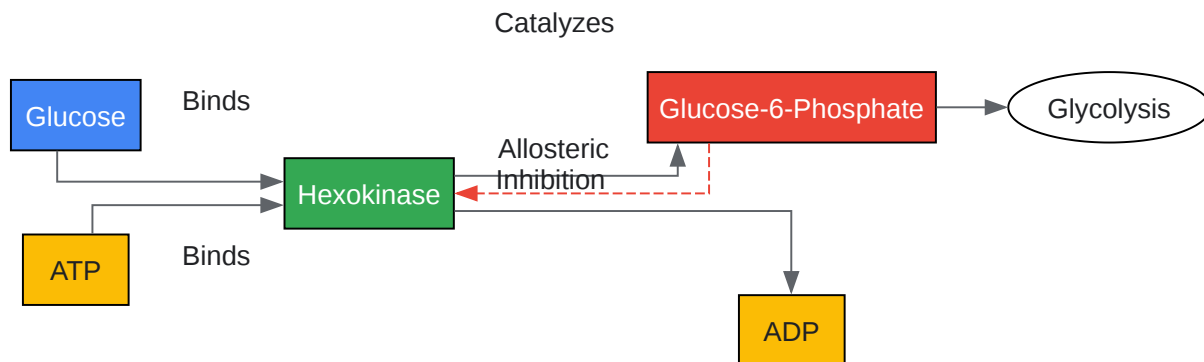 Catalyzes
Glucose
Binds
Glucose-6-Phosphate
Glycolysis
Allosteric
Inhibition
Hexokinase
ATP
Binds
ADP